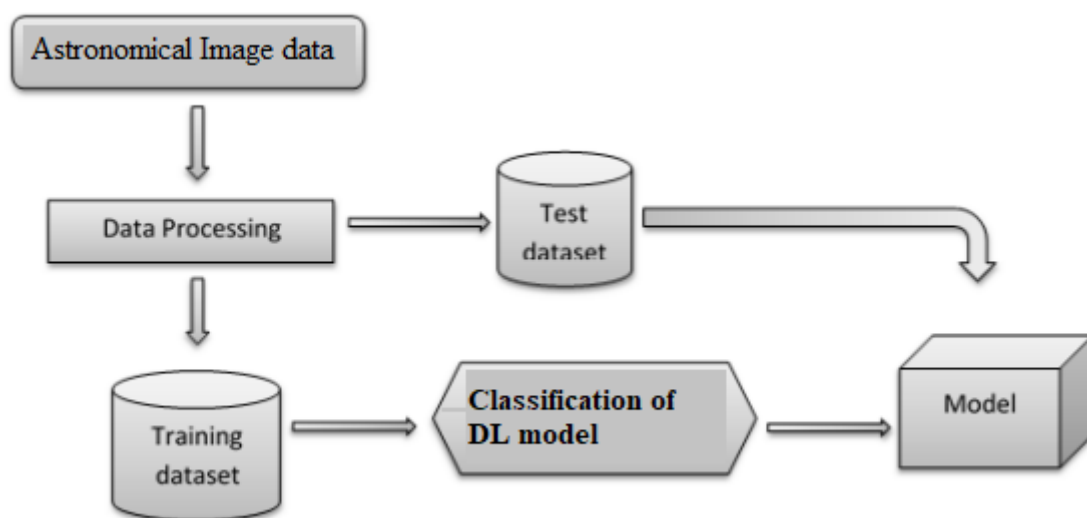 Astronomical Image data
Data Processing
Test
dataset
Training
dataset
Classification of
DL model
Model